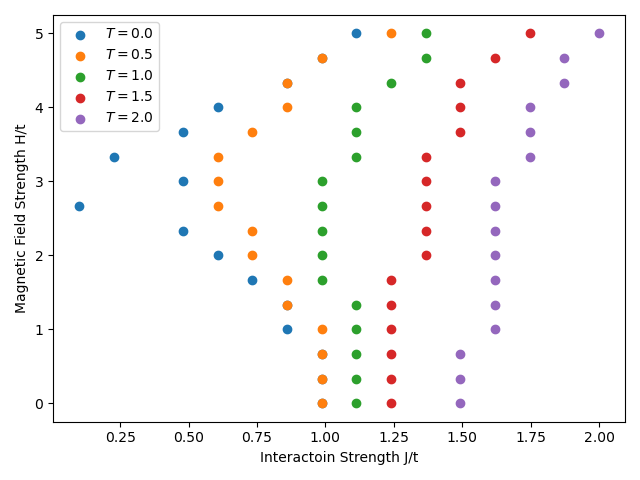 T = 0.0
T = 0.5
T = 1.0
T = 1.5
T = 2.0
Magnetic Field Strength H/t
5
4
3
2
1
0
0.25 0.50 0.75 1.00 1.25 1.50 1.75 2.00
Interactoin Strength J/t